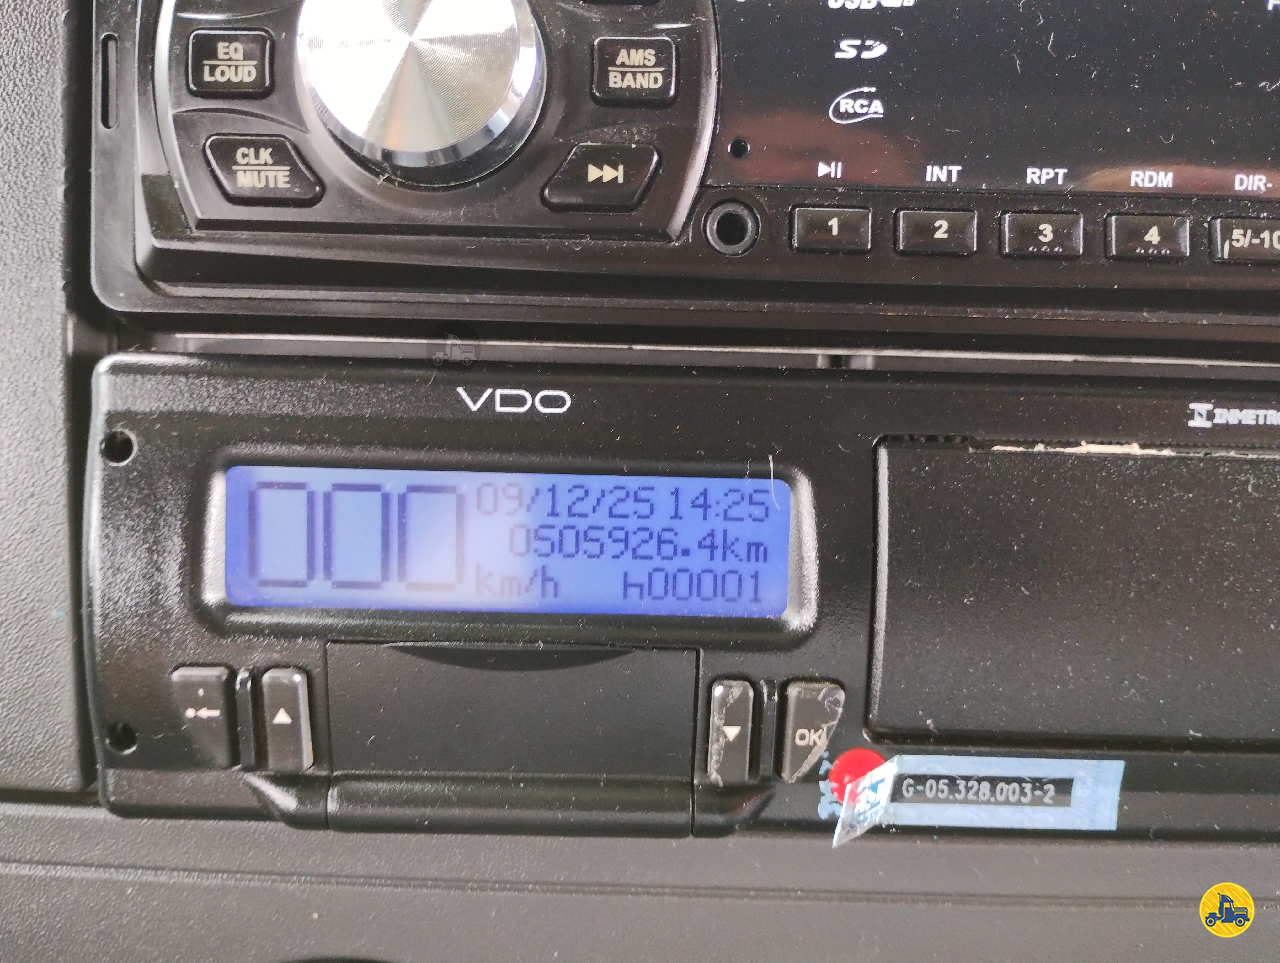 EQ
LOUD
AMS
BAND
SD
RCA
CLK
MUTE
INT
RPT
RDM
DIR-
1
2
3
4
5/-10
VDO
INMETRO
000
09/12/25 14:25
0505926.4km
km/h h00001
OK
G-05.328.003-2